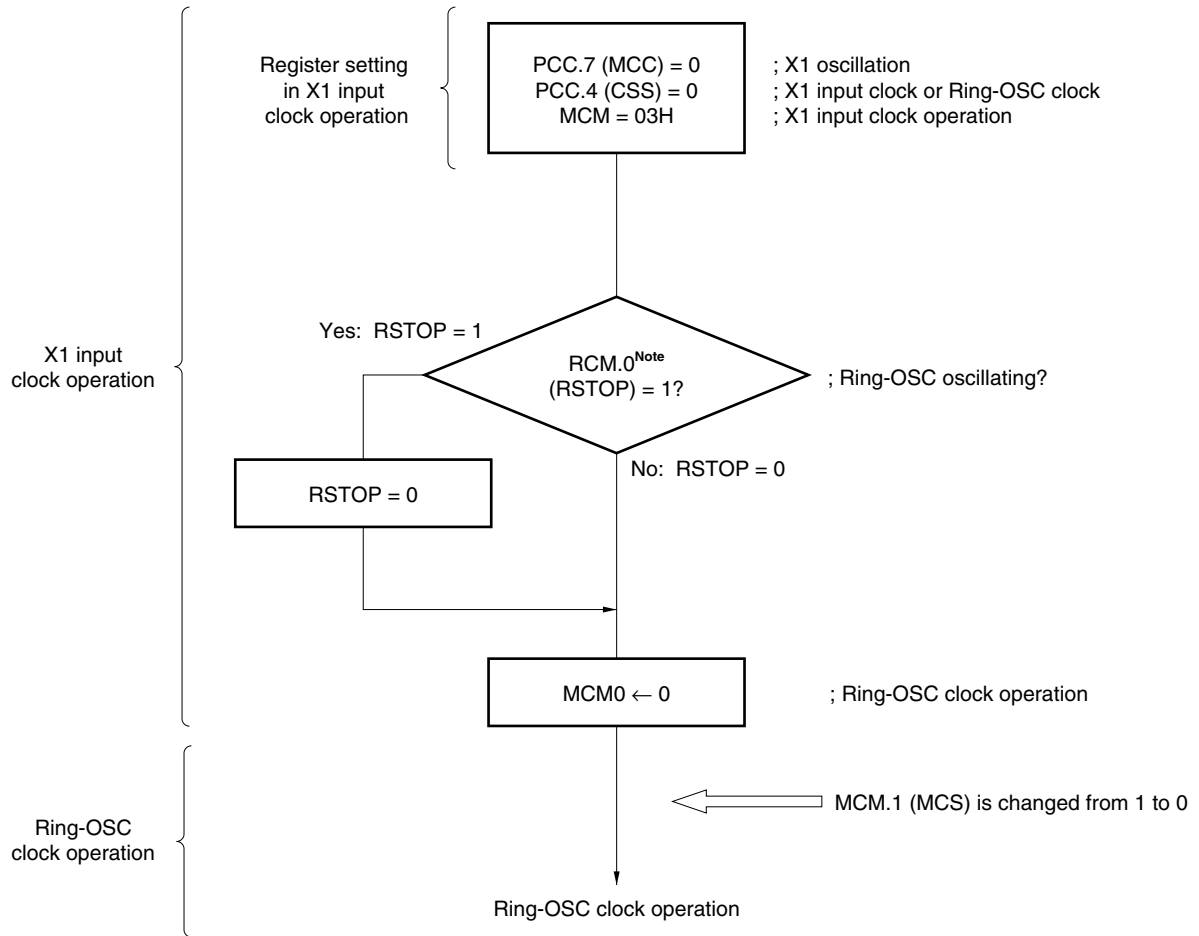 Register setting
in X1 input
clock operation
PCC.7 (MCC) = 0
PCC.4 (CSS) = 0
MCM = 03H
; X1 oscillation
; X1 input clock or Ring-OSC clock
; X1 input clock operation
X1 input
clock operation
Yes: RSTOP = 1
RCM.0Note
(RSTOP) = 1?
; Ring-OSC oscillating?
No: RSTOP = 0
RSTOP = 0
MCM0 ← 0
; Ring-OSC clock operation
MCM.1 (MCS) is changed from 1 to 0
Ring-OSC
clock operation
Ring-OSC clock operation